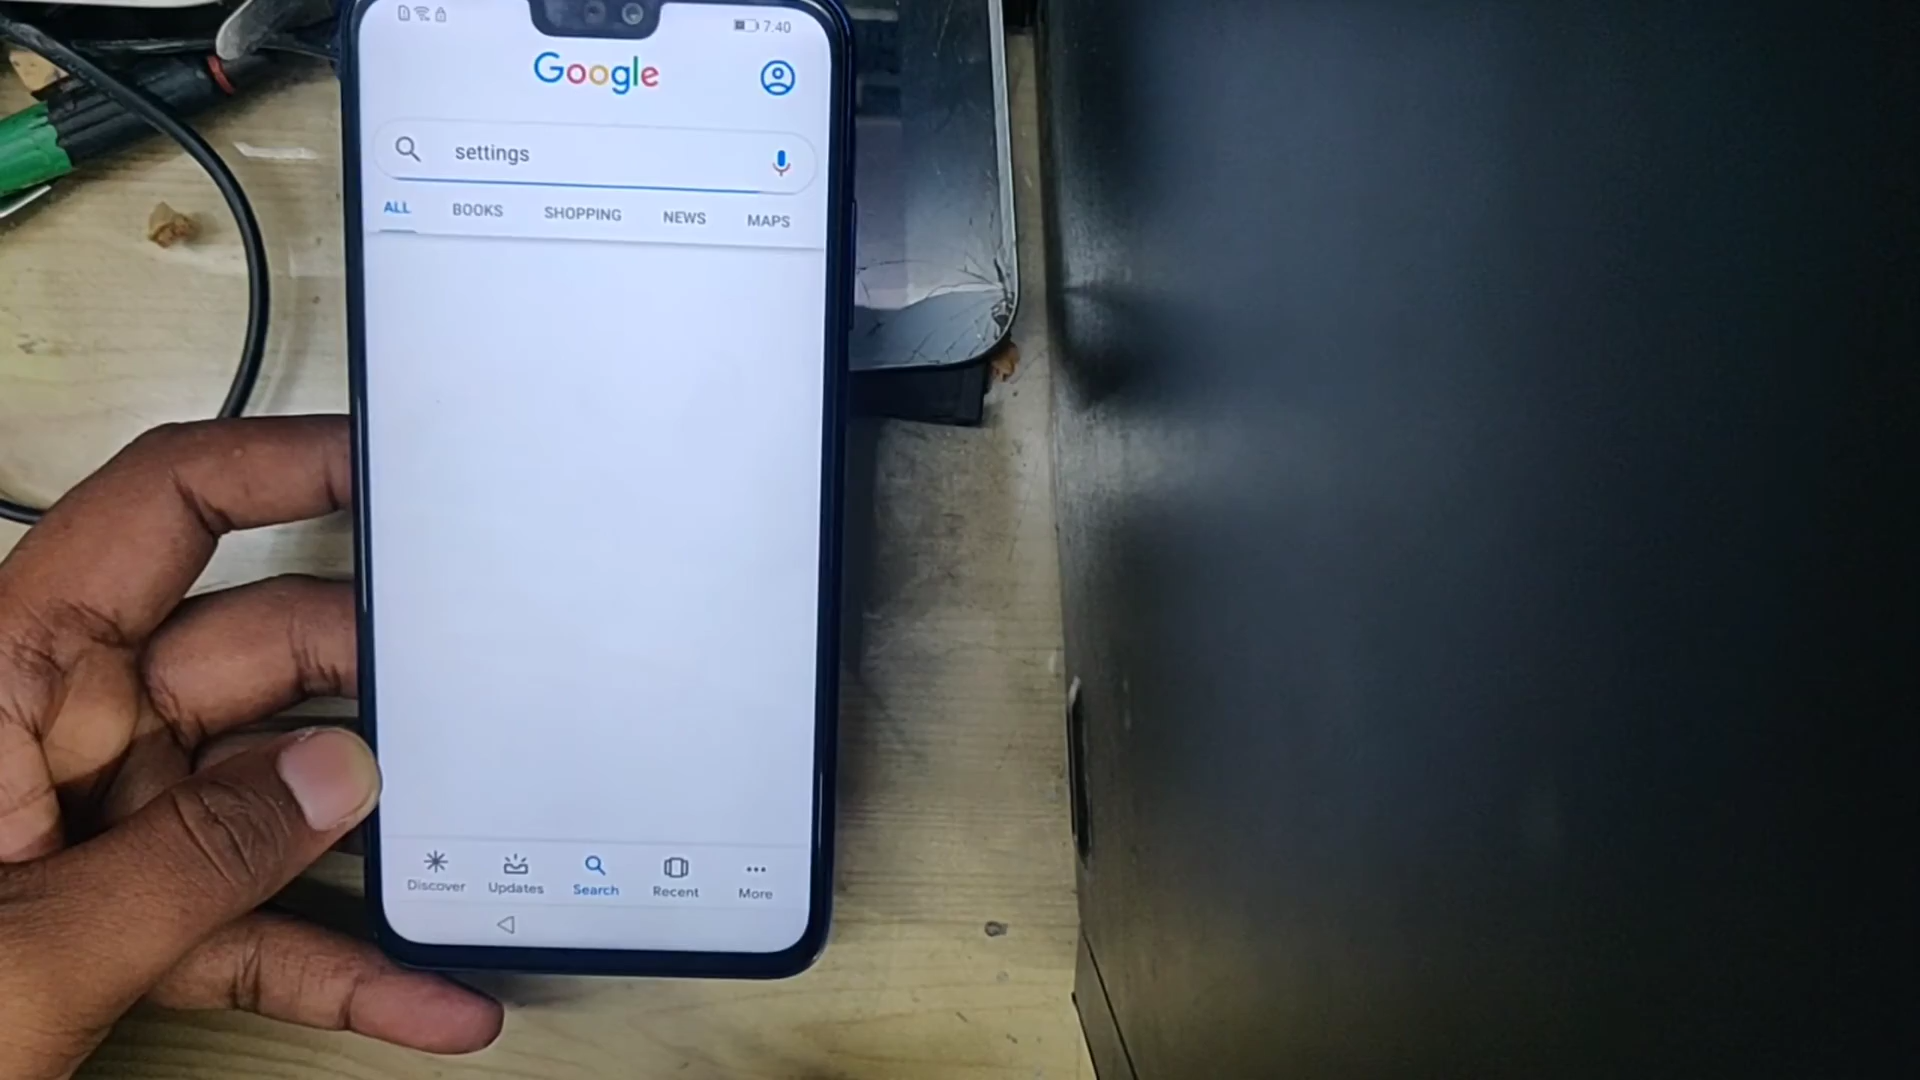 7.40
Google
settings
ALL BOOKS SHOPPING NEWS MAPS
Discover Updates Search Recent More